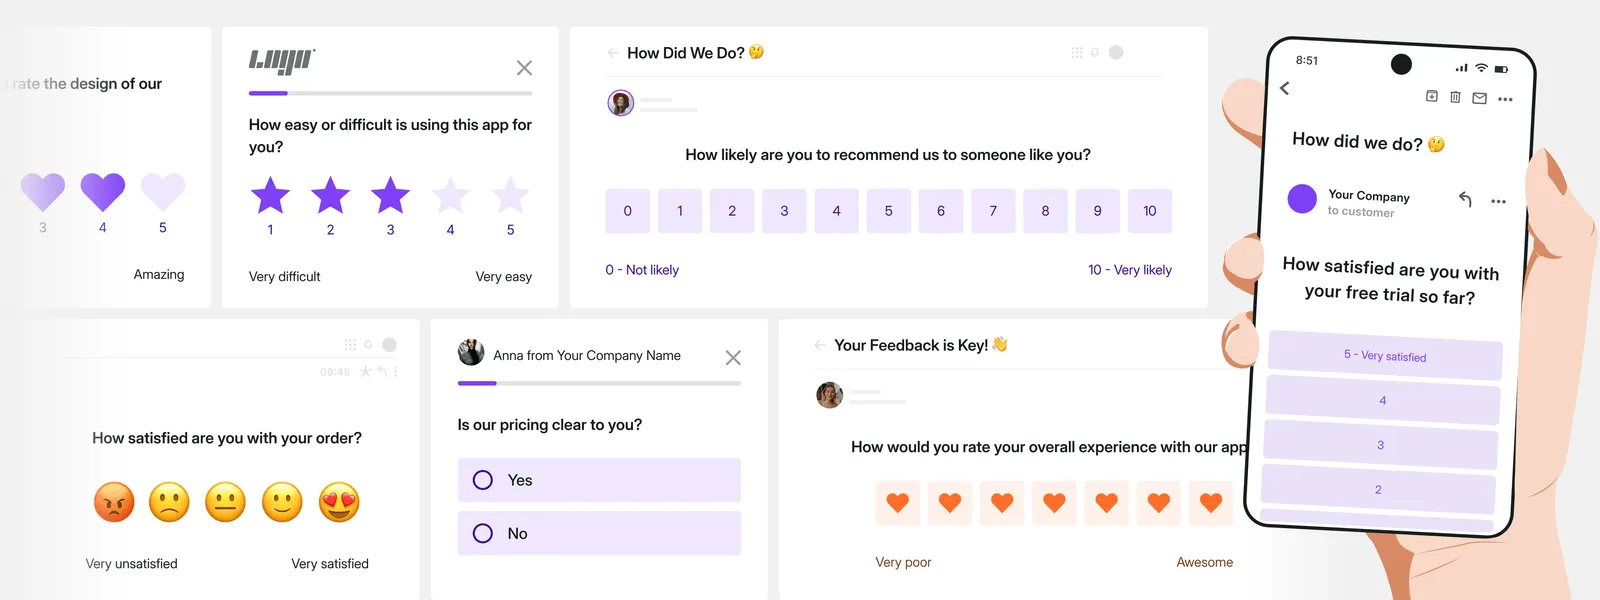 rate the design of our
3 4 5
Amazing
Logo
How easy or difficult is using this app for
you?
1 2 3 4 5
Very difficult Very easy
How Did We Do? 🤔
How likely are you to recommend us to someone like you?
0 1 2 3 4 5 6 7 8 9 10
0 - Not likely 10 - Very likely
09:45
How satisfied are you with your order?
Very unsatisfied Very satisfied
Anna from Your Company Name
Is our pricing clear to you?
Yes
No
Your Feedback is Key! 👋
How would you rate your overall experience with our app
Very poor Awesome
8:51
How did we do? 🤔
Your Company
to customer
How satisfied are you with
your free trial so far?
5 - Very satisfied
4
3
2